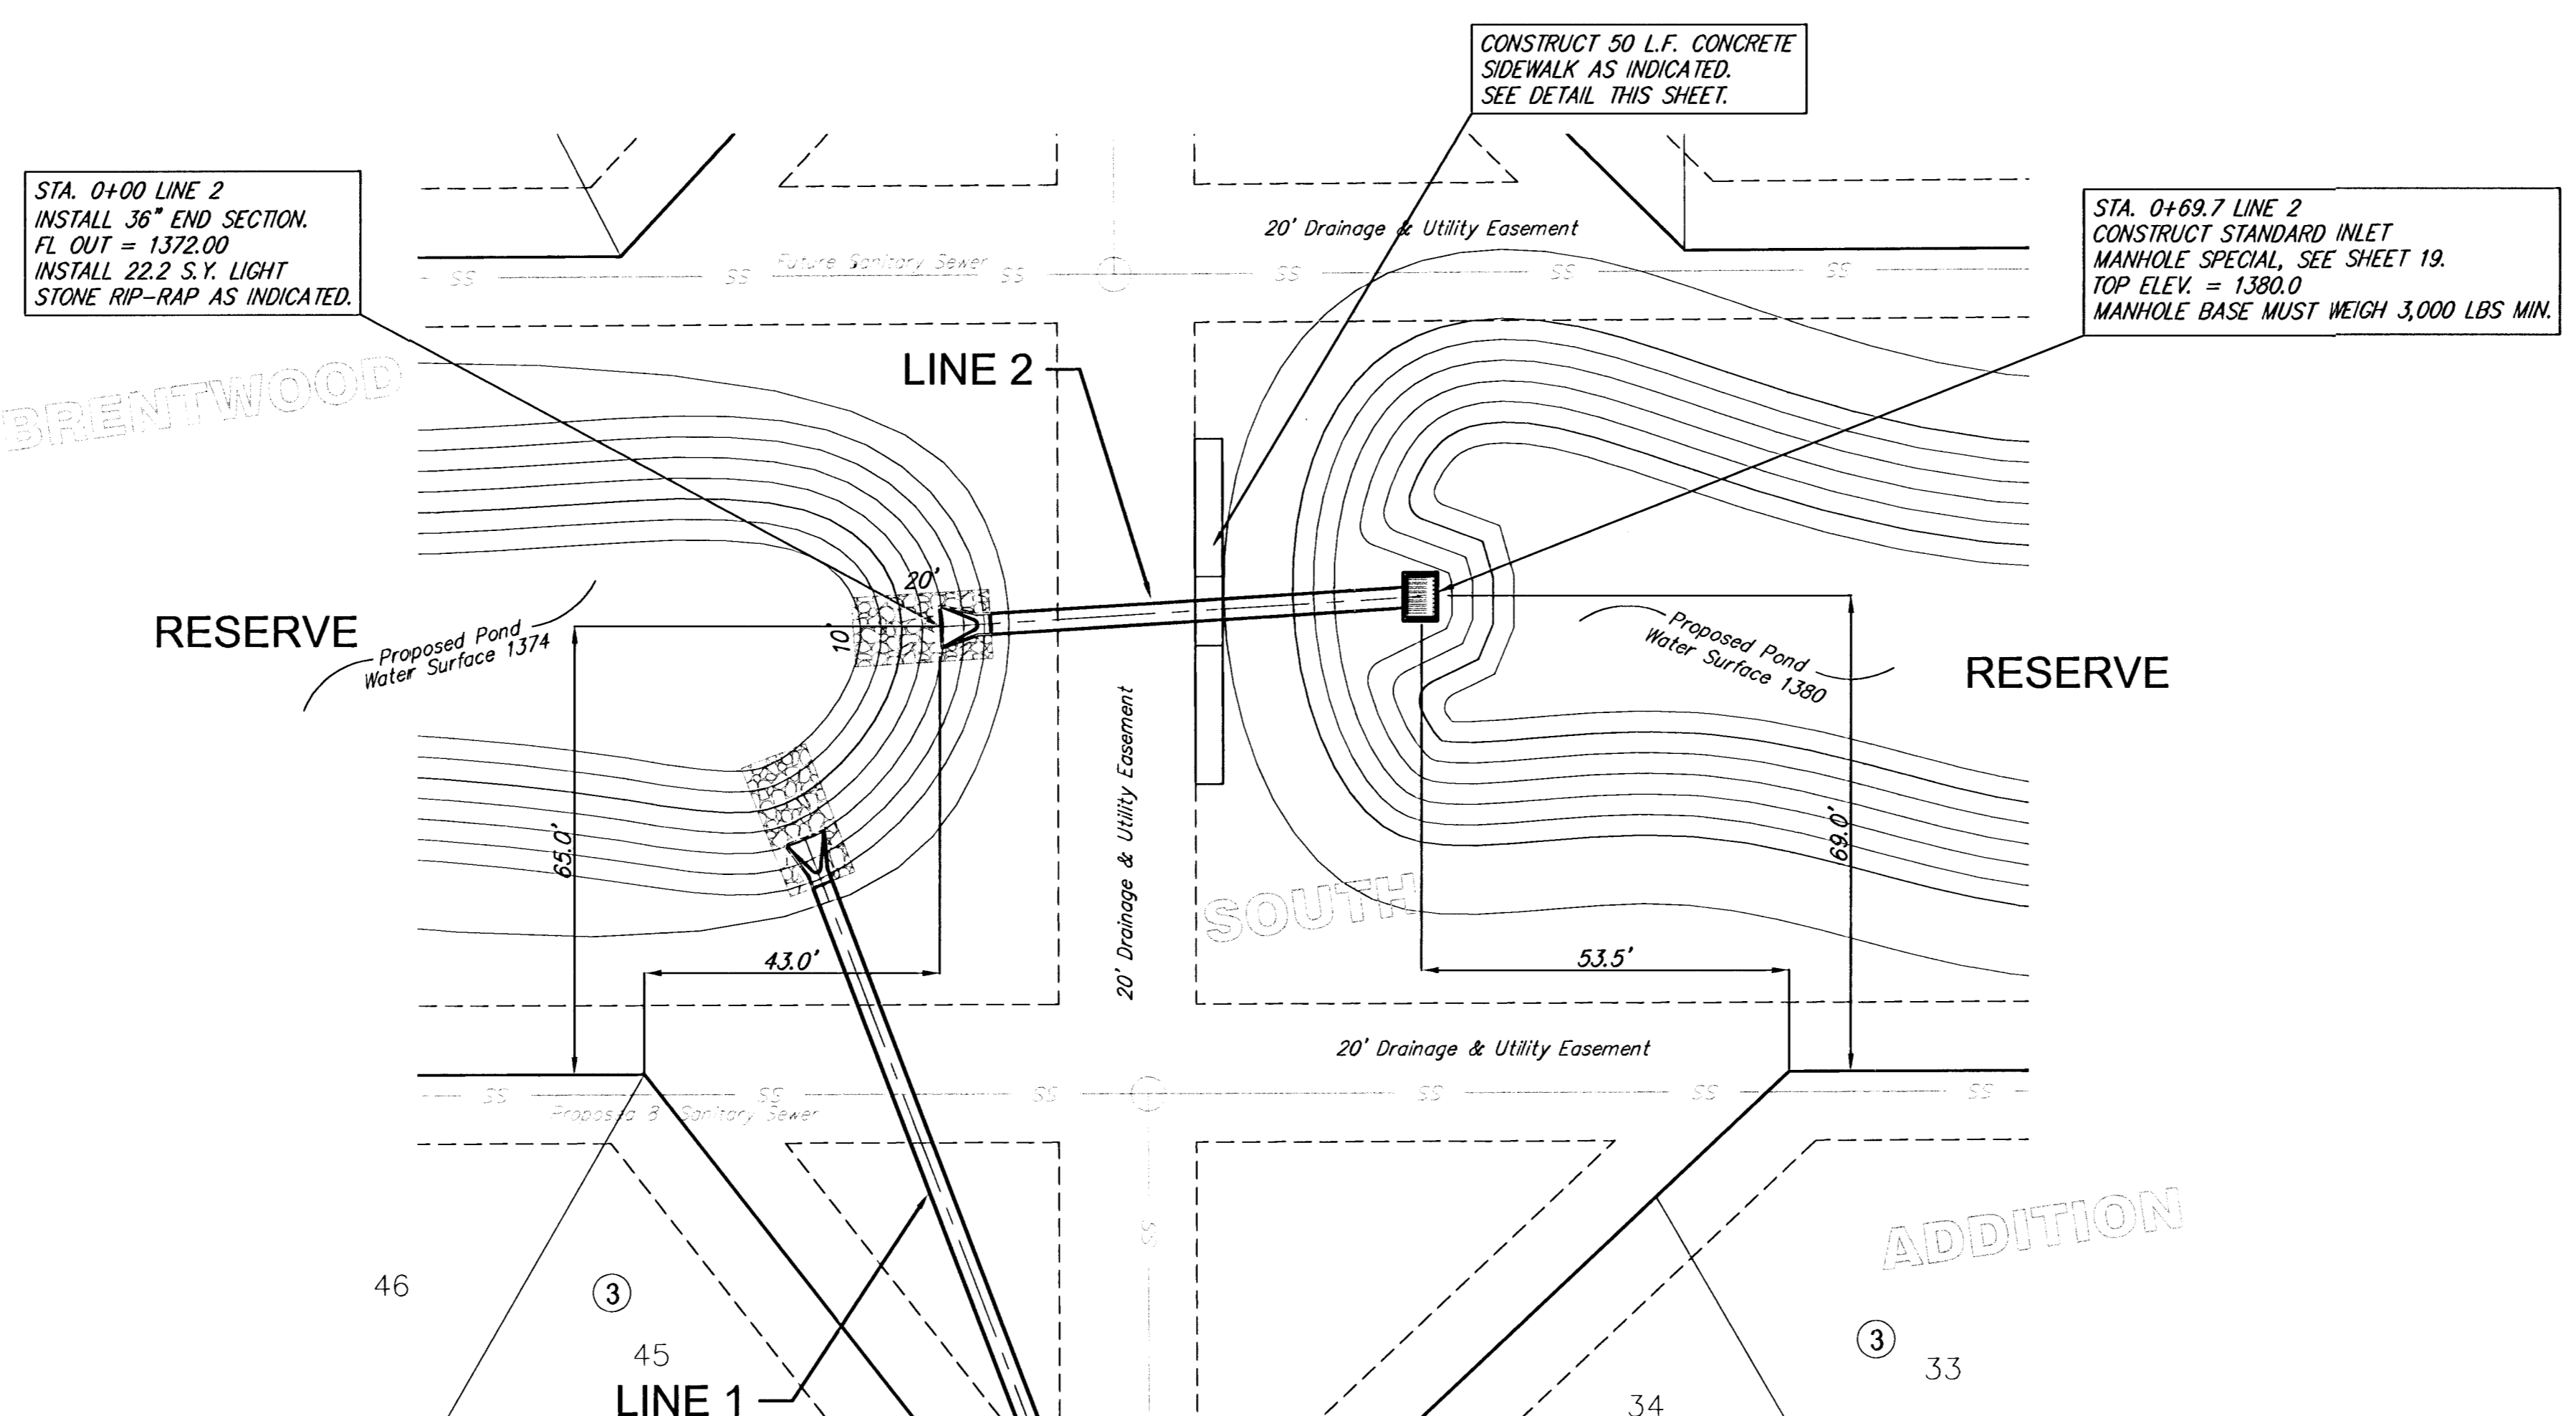 CONSTRUCT 50 L.F. CONCRETE
SIDEWALK AS INDICATED.
SEE DETAIL THIS SHEET.
STA. 0+00 LINE 2
INSTALL 36" END SECTION.
FL OUT = 1372.00
INSTALL 22.2 S.Y. LIGHT
STONE RIP-RAP AS INDICATED.
STA. 0+69.7 LINE 2
CONSTRUCT STANDARD INLET
MANHOLE SPECIAL, SEE SHEET 19.
TOP ELEV. = 1380.0
MANHOLE BASE MUST WEIGH 3,000 LBS MIN.
20' Drainage & Utility Easement
SS SS Future Sanitary Sewer SS SS SS SS
BRENTWOOD
LINE 2
20'
10'
RESERVE
Proposed Pond
Water Surface 1374
Proposed Pond
Water Surface 1380
RESERVE
20' Drainage & Utility Easement
65.0'
69.0'
SOUTH
43.0'
53.5'
20' Drainage & Utility Easement
SS SS SS SS SS SS
Proposed 8 Sanitary Sewer
SS
ADDITION
46
3
45
LINE 1
3
33
34